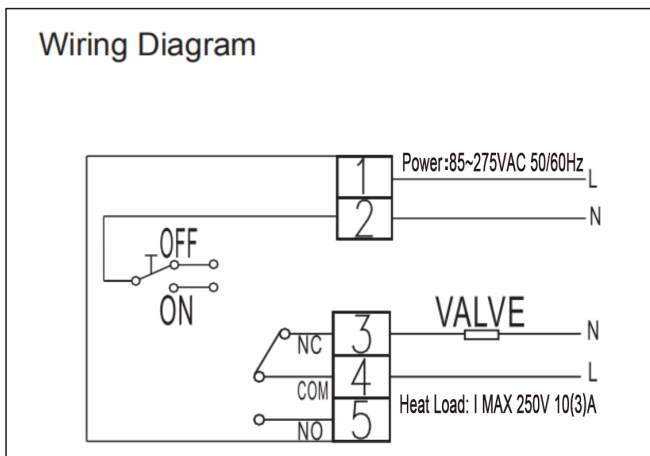 Wiring Diagram
1 Power:85~275VAC 50/60Hz L
2 N
OFF
ON
VALVE
NC 3 N
COM 4 L
Heat Load: I MAX 250V 10(3)A
NO 5